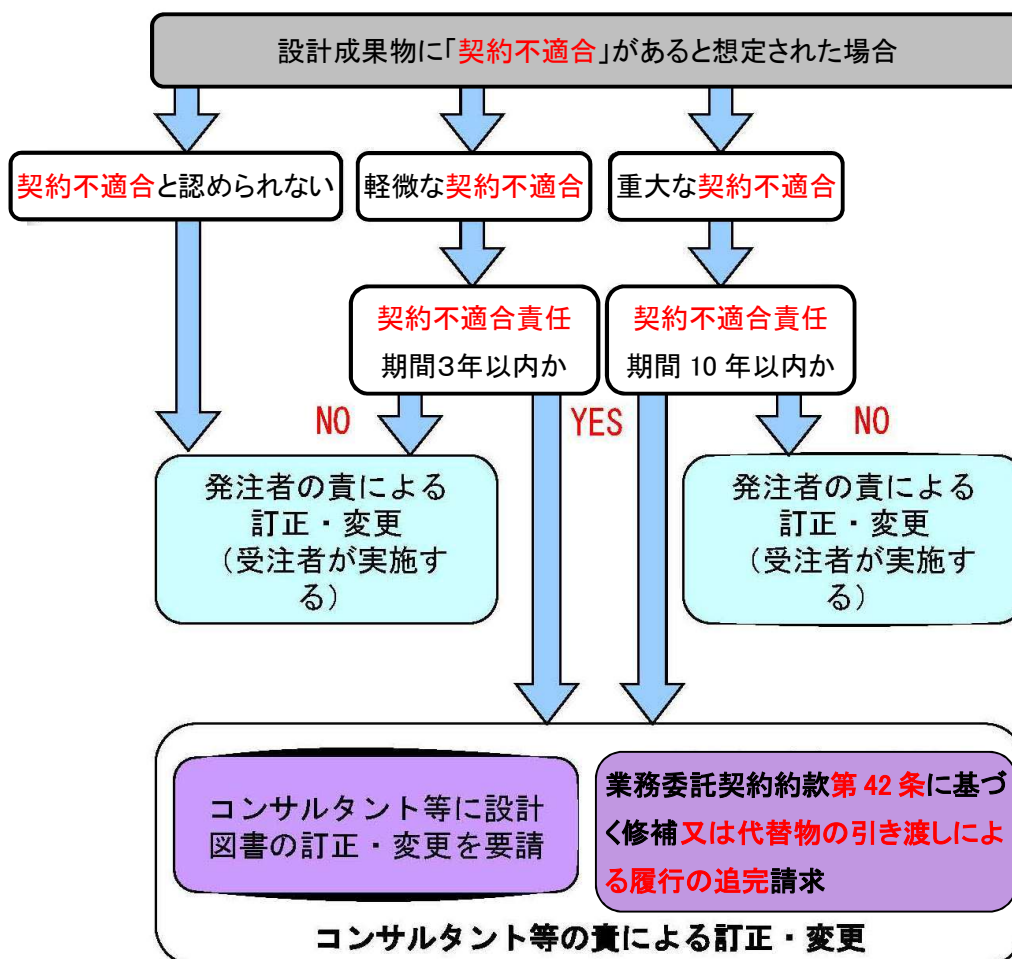 設計成果物に「契約不適合」があると想定された場合
契約不適合と認められない
軽微な契約不適合
重大な契約不適合
契約不適合責任
期間3年以内か
契約不適合責任
期間 10 年以内か
NO
YES
NO
発注者の責による
訂正・変更
（受注者が実施す
る）
発注者の責による
訂正・変更
（受注者が実施す
る）
コンサルタント等に設計
図書の訂正・変更を要請
業務委託契約約款第 42 条に基づ
く修補又は代替物の引き渡しによ
る履行の追完請求
コンサルタント等の責による訂正・変更